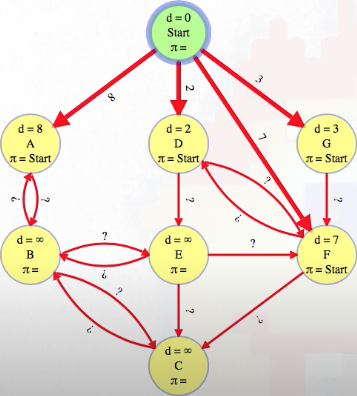 d = 0
Start
π =
8
2
7
3
d = 8
A
π = Start
d = 2
D
π = Start
d = 3
G
π = Start
?
?
?
?
?
?
d = ∞
B
π =
?
?
d = ∞
E
π =
?
d = 7
F
π = Start
?
?
?
?
d = ∞
C
π =